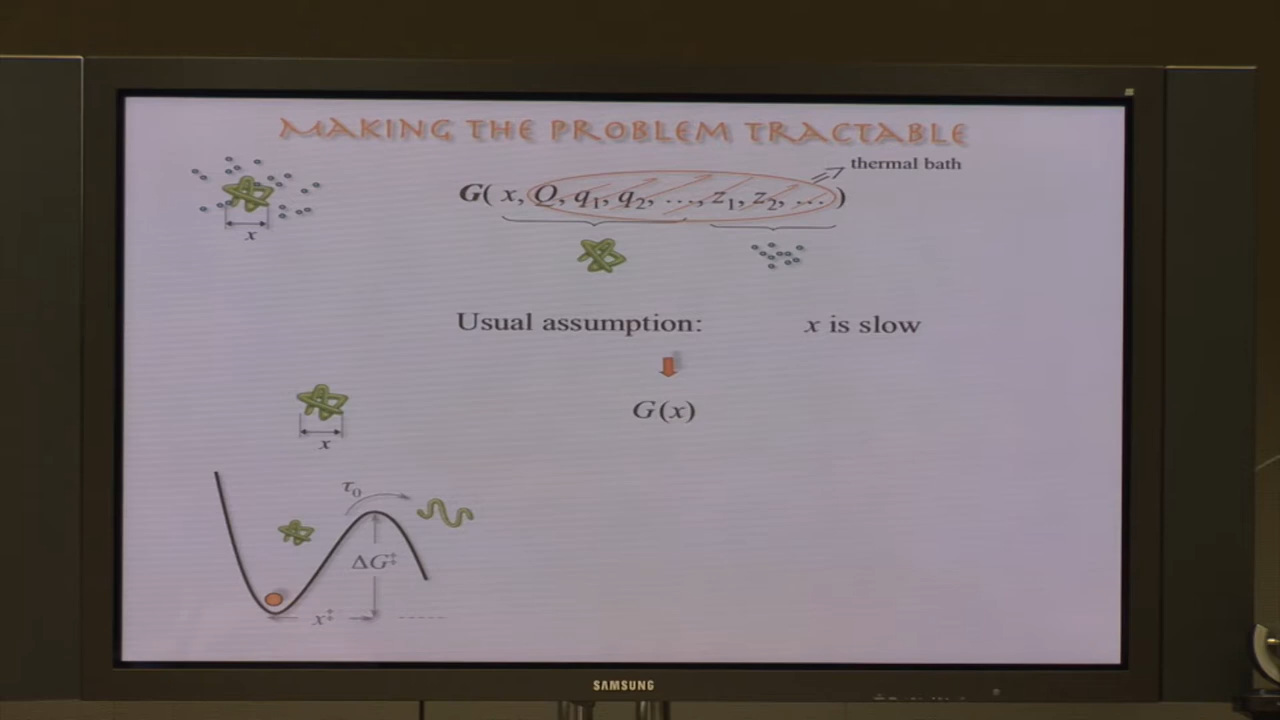 MAKING THE PROBLEM TRACTABLE
thermal bath
G( x, Q, q₁, q₂, ..., z₁, z₂, ... )
x
Usual assumption: x is slow
G(x)
x
τ₀
ΔG‡
x‡
SAMSUNG